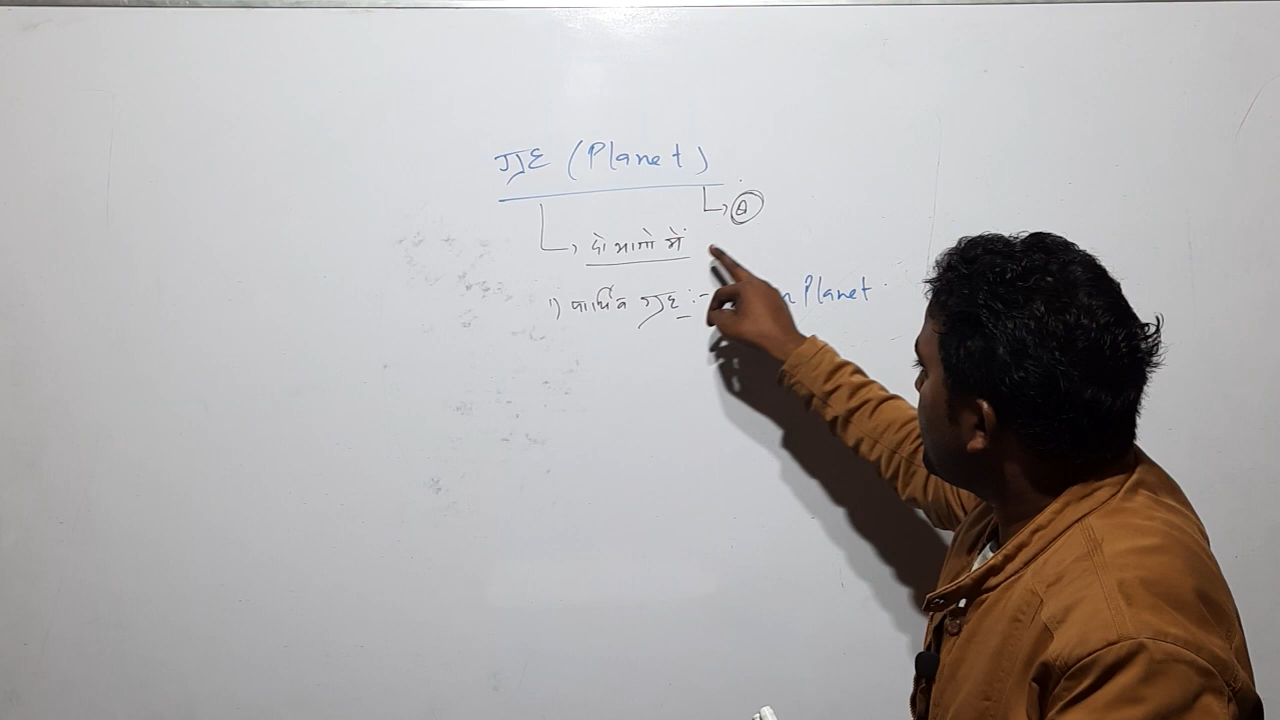 ग्रह (Planet)
8
दो भागो में
1) पार्थिव ग्रह :- Planet